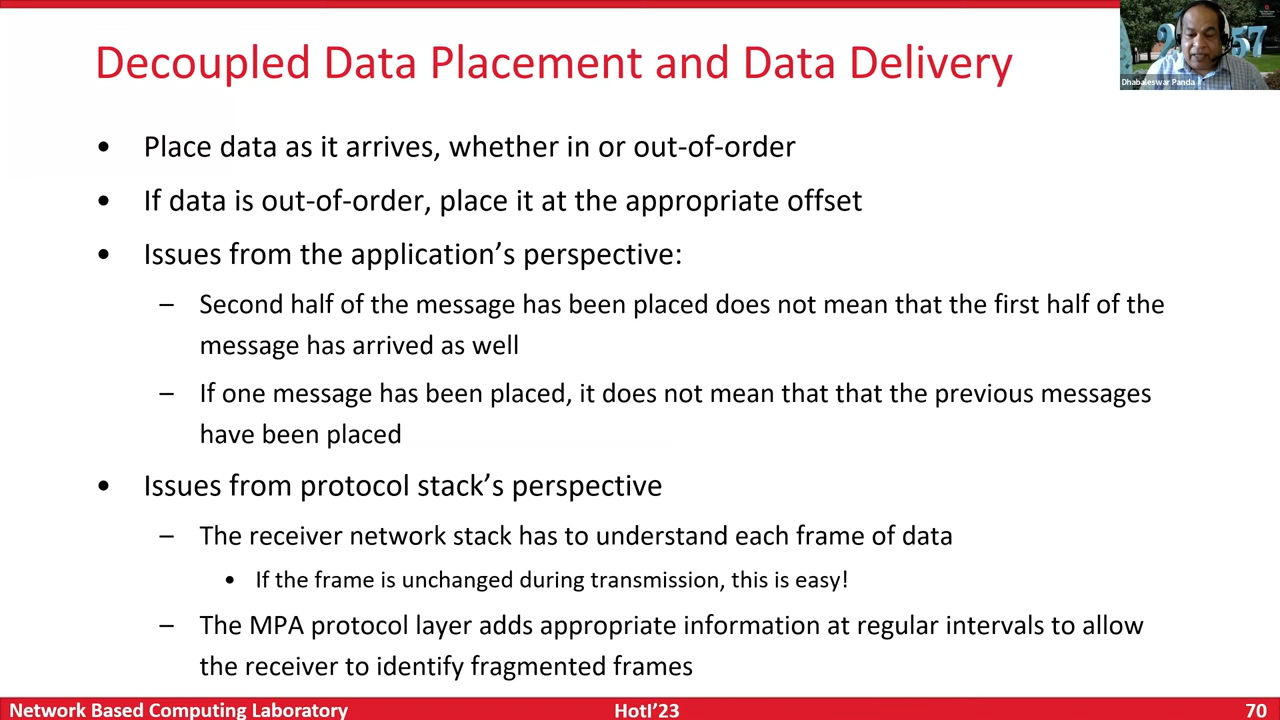 Decoupled Data Placement and Data Delivery
Dhabaleswar Panda
• Place data as it arrives, whether in or out-of-order
• If data is out-of-order, place it at the appropriate offset
• Issues from the application’s perspective:
– Second half of the message has been placed does not mean that the first half of the
message has arrived as well
– If one message has been placed, it does not mean that that the previous messages
have been placed
• Issues from protocol stack’s perspective
– The receiver network stack has to understand each frame of data
• If the frame is unchanged during transmission, this is easy!
– The MPA protocol layer adds appropriate information at regular intervals to allow
the receiver to identify fragmented frames
Network Based Computing Laboratory
HotI’23
70